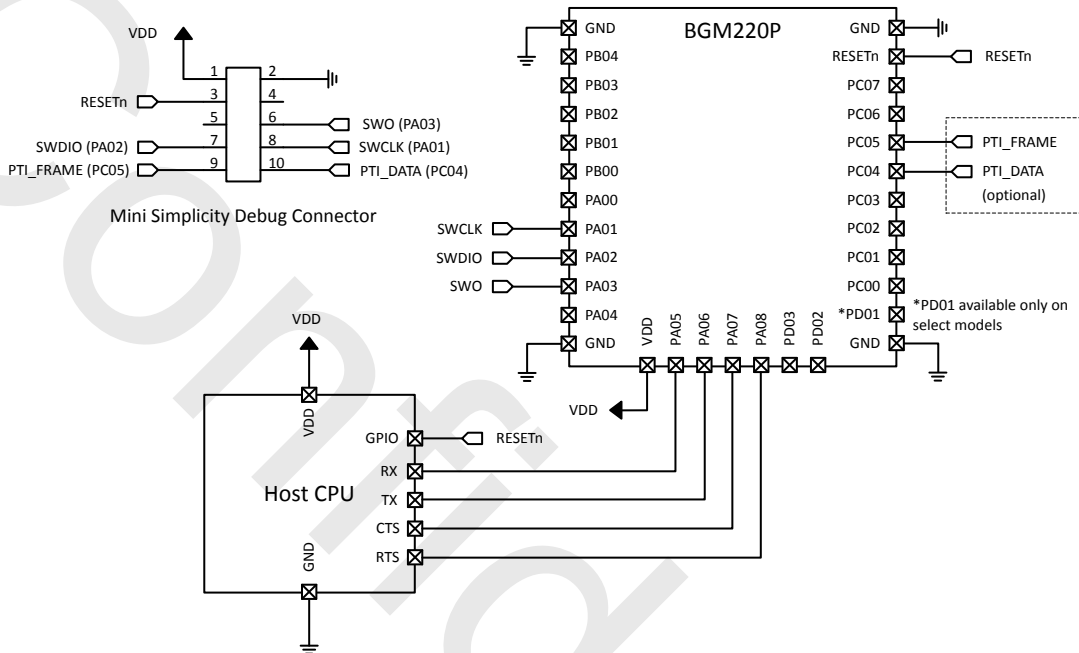 VDD
1 2
RESETn 3 4
5 6 SWO (PA03)
SWDIO (PA02) 7 8 SWCLK (PA01)
PTI_FRAME (PC05) 9 10 PTI_DATA (PC04)
Mini Simplicity Debug Connector
BGM220P
GND GND
PB04 RESETn RESETn
PB03 PC07
PB02 PC06
PB01 PC05 PTI_FRAME
PB00 PC04 PTI_DATA
(optional)
PA00 PC03
SWCLK PA01 PC02
SWDIO PA02 PC01
SWO PA03 PC00
PA04 *PD01 *PD01 available only on
select models
GND GND
VDD PA05 PA06 PA07 PA08 PD03 PD02
VDD
VDD
VDD
GPIO RESETn
RX
Host CPU
TX
CTS
RTS
GND
Confid